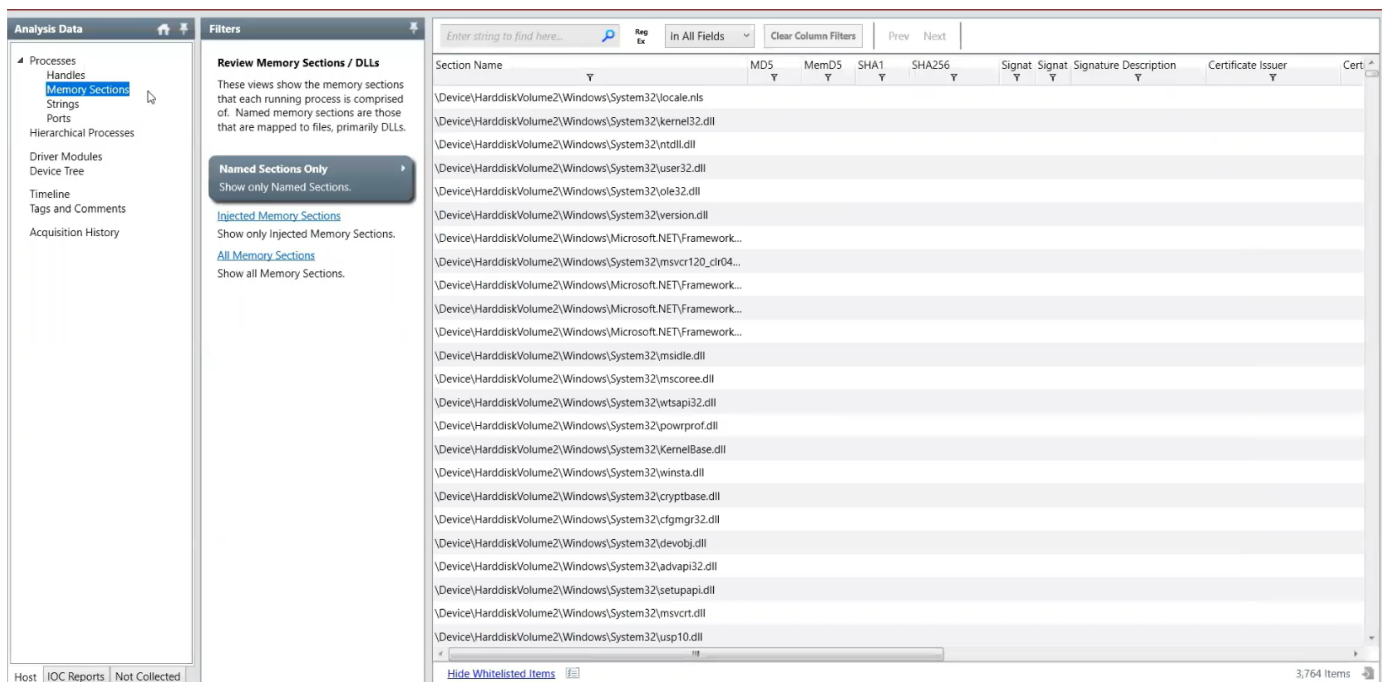 Analysis Data
Processes
Handles
Memory Sections
Strings
Ports
Hierarchical Processes
Driver Modules
Device Tree
Timeline
Tags and Comments
Acquisition History
Host IOC Reports Not Collected
Filters
Review Memory Sections / DLLs
These views show the memory sections
that each running process is comprised
of. Named memory sections are those
that are mapped to files, primarily DLLs.
Named Sections Only
Show only Named Sections.
Injected Memory Sections
Show only Injected Memory Sections.
All Memory Sections
Show all Memory Sections.
Enter string to find here... Reg Ex in All Fields Clear Column Filters Prev Next
Section Name MD5 MemD5 SHA1 SHA256 Signat Signat Signature Description Certificate Issuer Certi
\Device\HarddiskVolume2\Windows\System32\locale.nls
\Device\HarddiskVolume2\Windows\System32\kernel32.dll
\Device\HarddiskVolume2\Windows\System32\ntdll.dll
\Device\HarddiskVolume2\Windows\System32\user32.dll
\Device\HarddiskVolume2\Windows\System32\ole32.dll
\Device\HarddiskVolume2\Windows\System32\version.dll
\Device\HarddiskVolume2\Windows\Microsoft.NET\Framework...
\Device\HarddiskVolume2\Windows\System32\msvcr120_clr04...
\Device\HarddiskVolume2\Windows\Microsoft.NET\Framework...
\Device\HarddiskVolume2\Windows\Microsoft.NET\Framework...
\Device\HarddiskVolume2\Windows\Microsoft.NET\Framework...
\Device\HarddiskVolume2\Windows\System32\msidle.dll
\Device\HarddiskVolume2\Windows\System32\mscoree.dll
\Device\HarddiskVolume2\Windows\System32\wtsapi32.dll
\Device\HarddiskVolume2\Windows\System32\powrprof.dll
\Device\HarddiskVolume2\Windows\System32\KernelBase.dll
\Device\HarddiskVolume2\Windows\System32\winsta.dll
\Device\HarddiskVolume2\Windows\System32\cryptbase.dll
\Device\HarddiskVolume2\Windows\System32\cfgmgr32.dll
\Device\HarddiskVolume2\Windows\System32\devobj.dll
\Device\HarddiskVolume2\Windows\System32\advapi32.dll
\Device\HarddiskVolume2\Windows\System32\setupapi.dll
\Device\HarddiskVolume2\Windows\System32\msvcrt.dll
\Device\HarddiskVolume2\Windows\System32\usp10.dll
Hide Whitelisted Items 3,764 Items